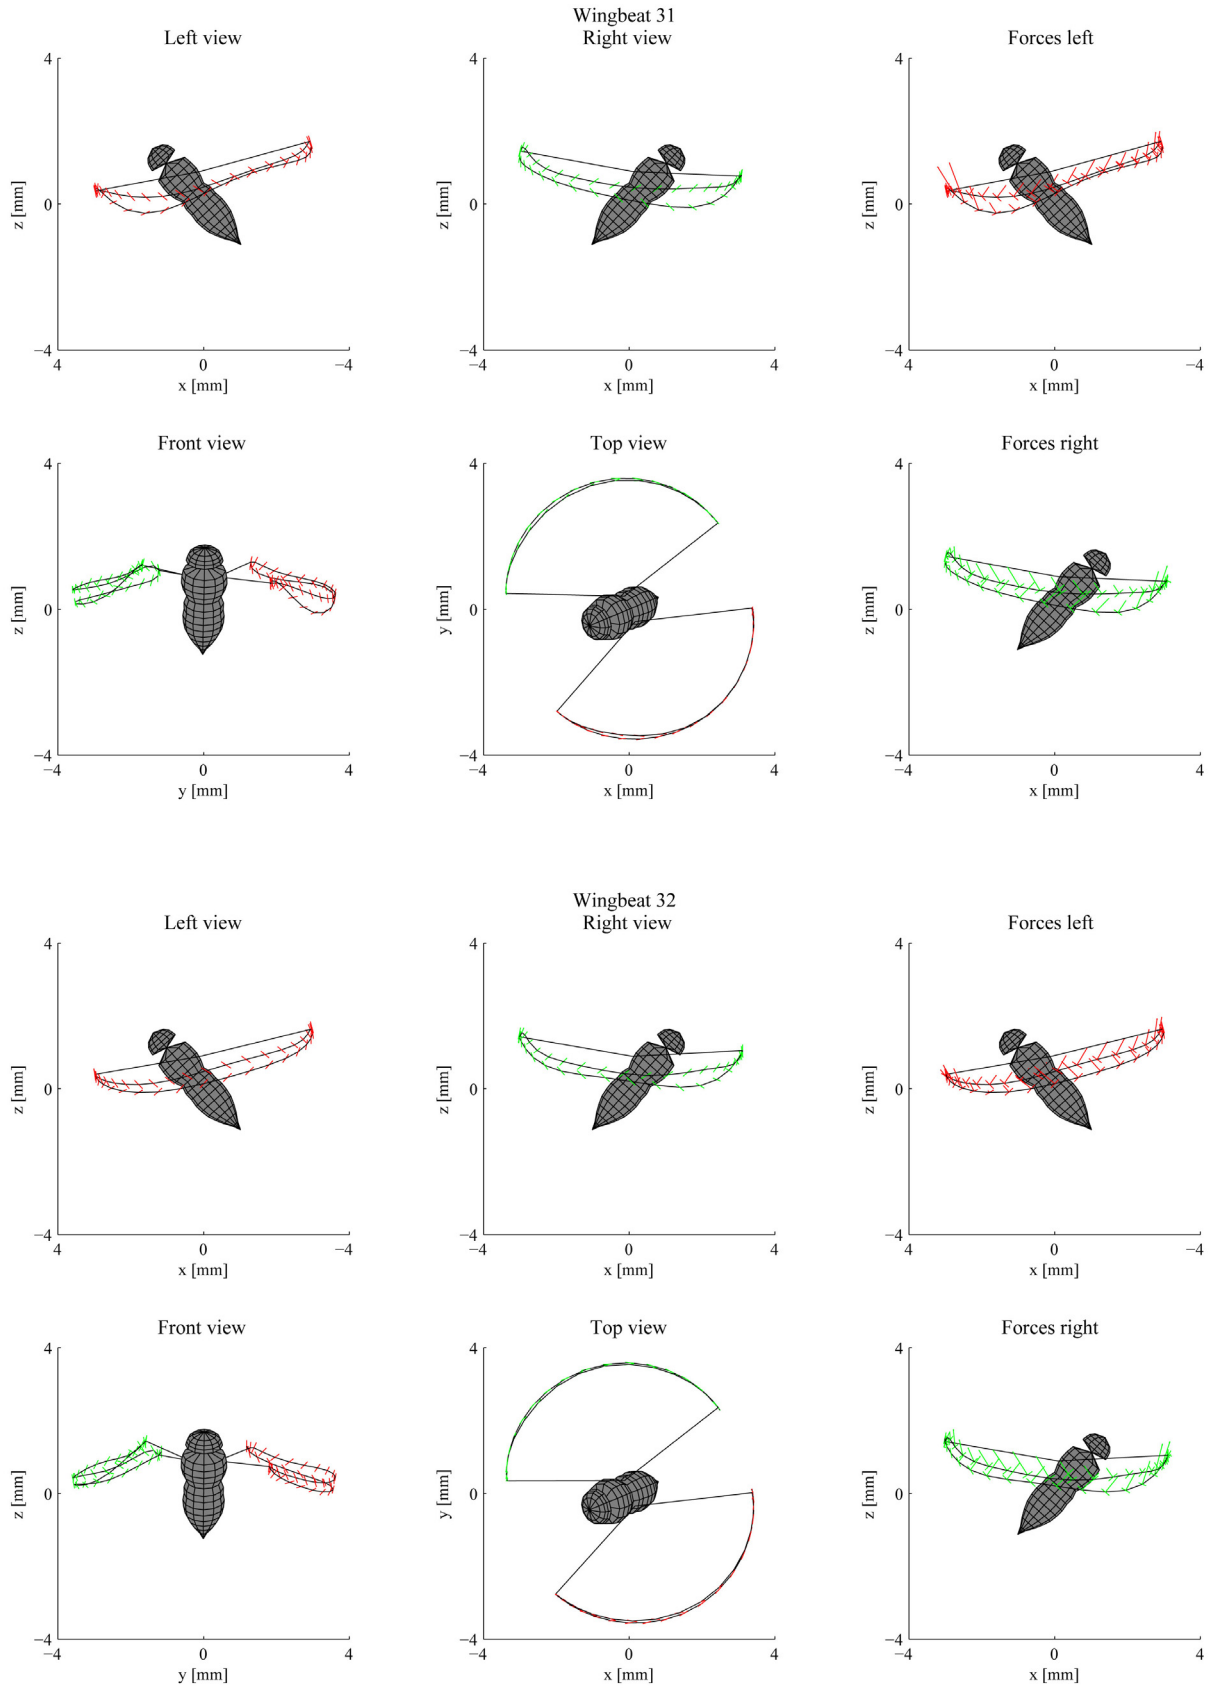 Wingbeat 31
Left view Right view Forces left
4 4 4
z [mm] z [mm] z [mm]
0 0 0
−4 −4
4 0 −4 0 4 0 −4
x [mm] x [mm] x [mm]
Front view Top view Forces right
4 4 4
z [mm] y [mm] z [mm]
0 0 0
−4 −4 −4
−4 0 4 −4 0 4 −4 0 4
y [mm] x [mm] x [mm]
Wingbeat 32
Left view Right view Forces left
4 4 4
z [mm] z [mm] z [mm]
0 0 0
−4 −4
4 0 −4 0 4 0 −4
x [mm] x [mm] x [mm]
Front view Top view Forces right
4 4 4
z [mm] y [mm] z [mm]
0 0 0
−4 −4 −4
−4 0 4 −4 0 4 −4 0 4
y [mm] x [mm] x [mm]